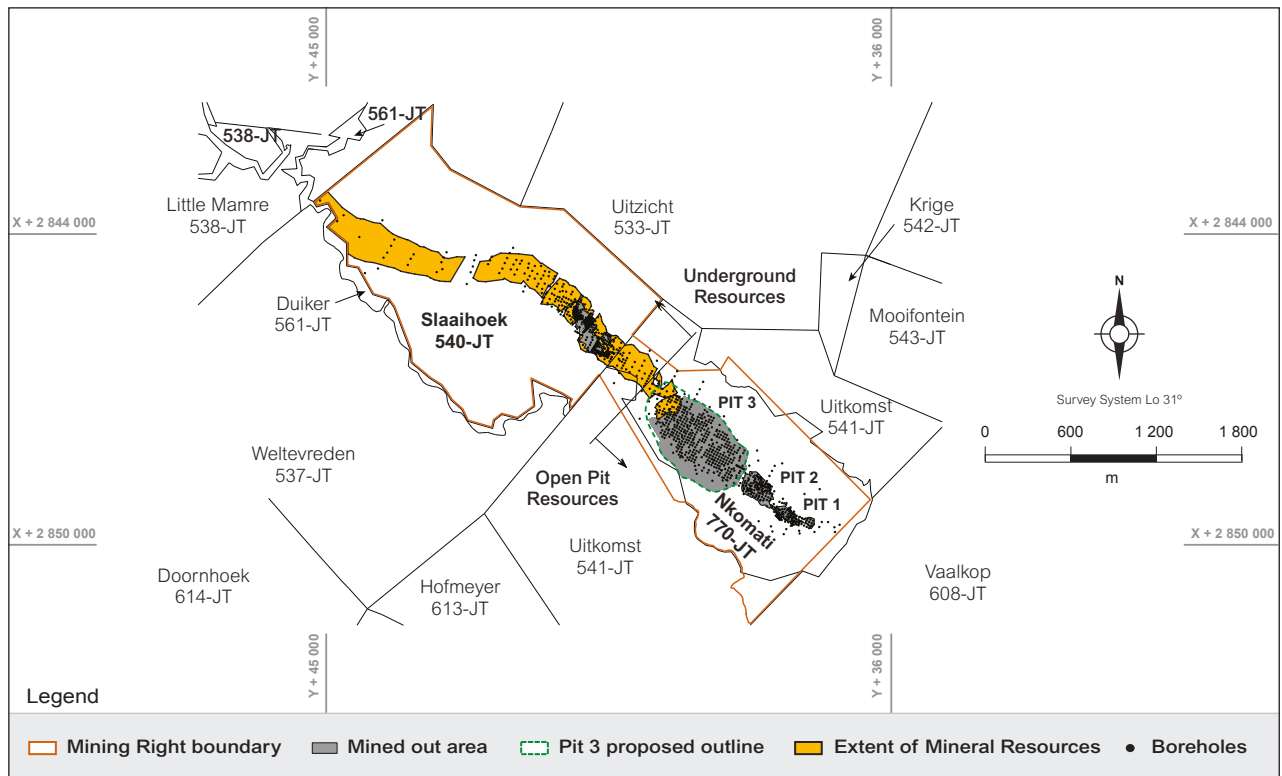 Y + 45 000
Y + 36 000
561-JT
538-JT
Little Mamre
538-JT
Uitzicht
533-JT
Krige
542-JT
X + 2 844 000
X + 2 844 000
Underground
Resources
N
Duiker
561-JT
Slaaihoek
540-JT
Mooifontein
543-JT
Survey System Lo 31º
PIT 3
Uitkomst
541-JT
0 600 1 200 1 800
m
Weltevreden
537-JT
Open Pit
Resources
PIT 2
PIT 1
Nkomati
770-JT
X + 2 850 000
X + 2 850 000
Uitkomst
541-JT
Doornhoek
614-JT
Hofmeyer
613-JT
Vaalkop
608-JT
Y + 45 000
Y + 36 000
Legend
Mining Right boundary
Mined out area
Pit 3 proposed outline
Extent of Mineral Resources
Boreholes